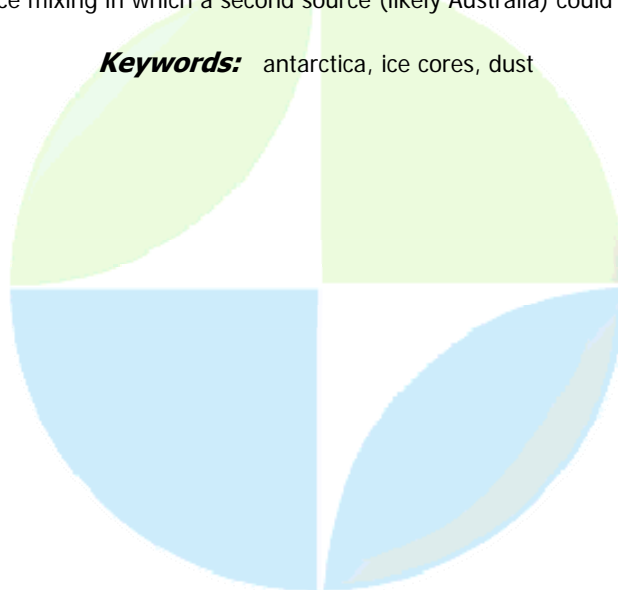 ce mixing in which a second source (likely Australia) could
Keywords: antarctica, ice cores, dust